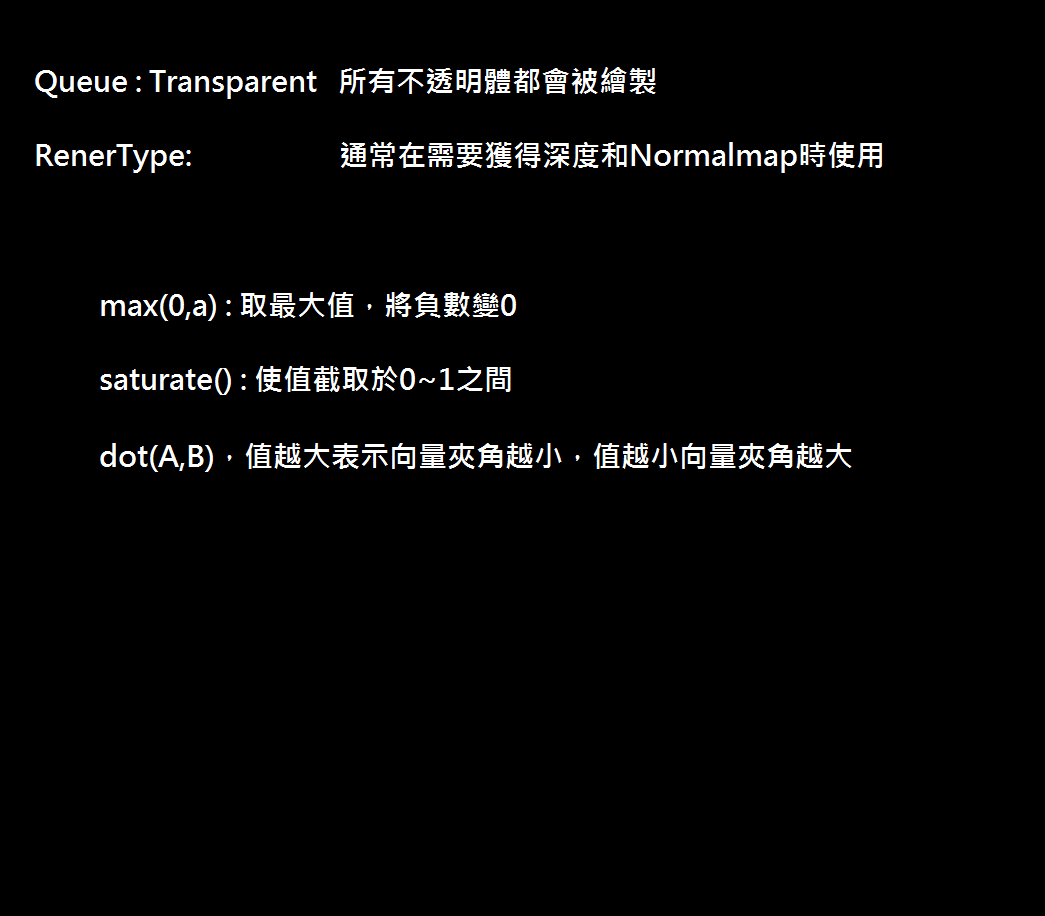 Queue : Transparent 所有不透明體都會被繪製
RenerType: 通常在需要獲得深度和Normalmap時使用
max(0,a) : 取最大值，將負數變0
saturate() : 使值截取於0~1之間
dot(A,B)，值越大表示向量夾角越小，值越小向量夾角越大